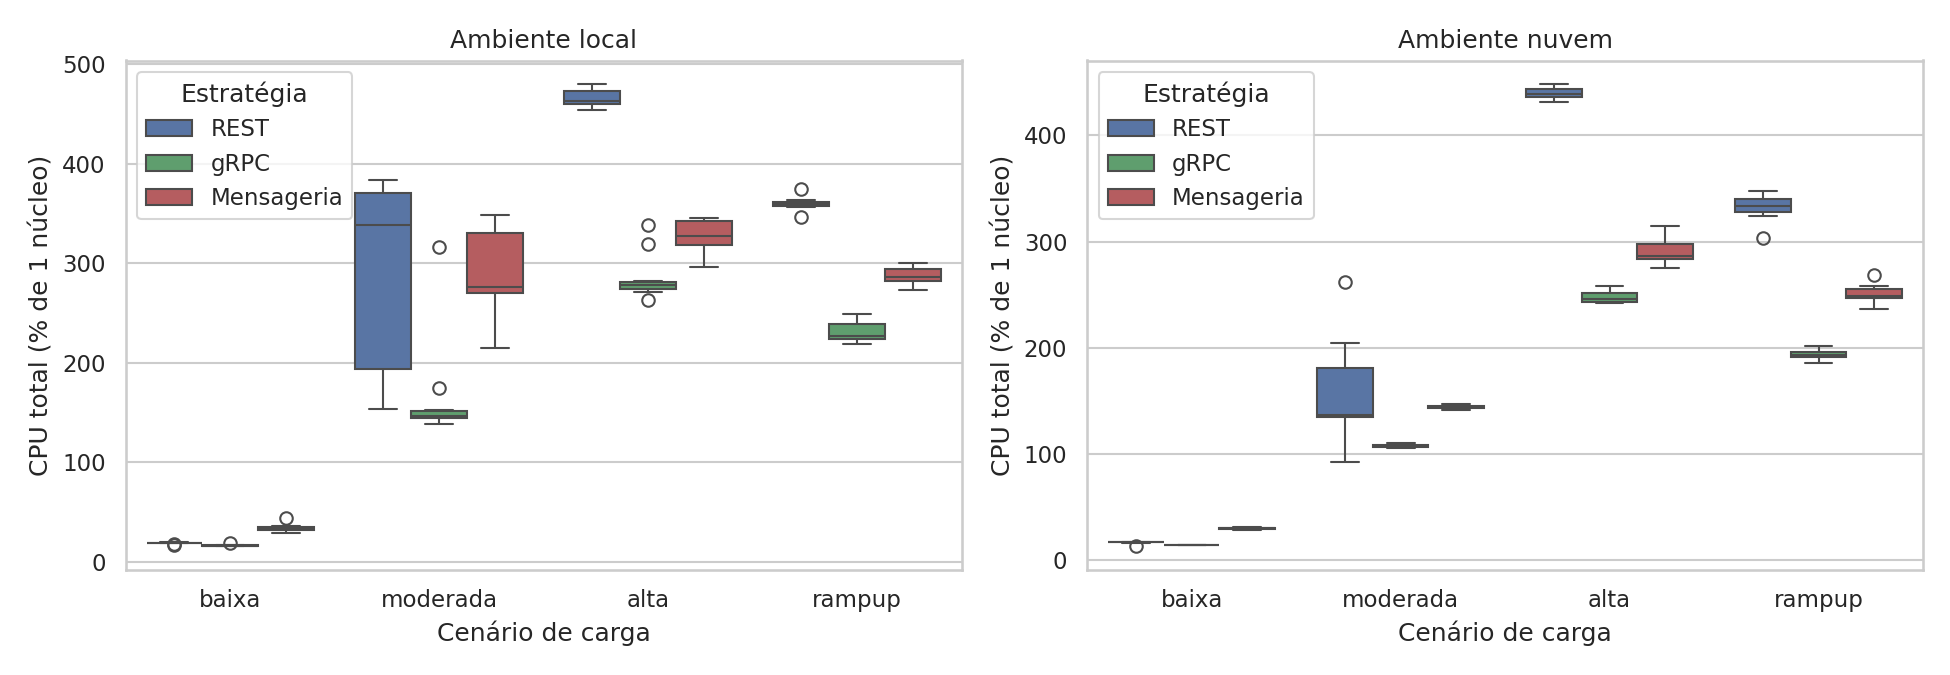 Ambiente local
500
400
300
200
100
0
CPU total (% de 1 núcleo)
Estratégia
REST
gRPC
Mensageria
baixa
moderada
alta
rampup
Cenário de carga
Ambiente nuvem
400
300
200
100
0
CPU total (% de 1 núcleo)
Estratégia
REST
gRPC
Mensageria
baixa
moderada
alta
rampup
Cenário de carga